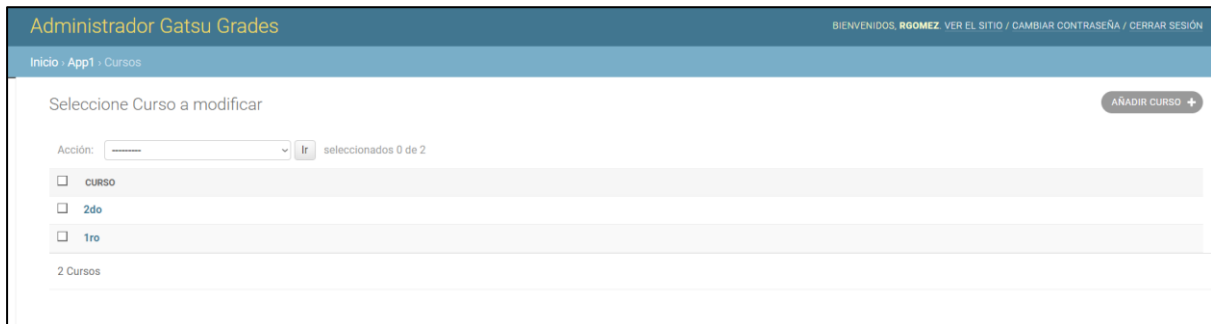 Administrador Gatsu Grades
BIENVENIDOS, RGOMEZ. VER EL SITIO / CAMBIAR CONTRASEÑA / CERRAR SESIÓN
Inicio › App1 › Cursos
Seleccione Curso a modificar
AÑADIR CURSO +
Acción: --------- Ir seleccionados 0 de 2
CURSO
2do
1ro
2 Cursos